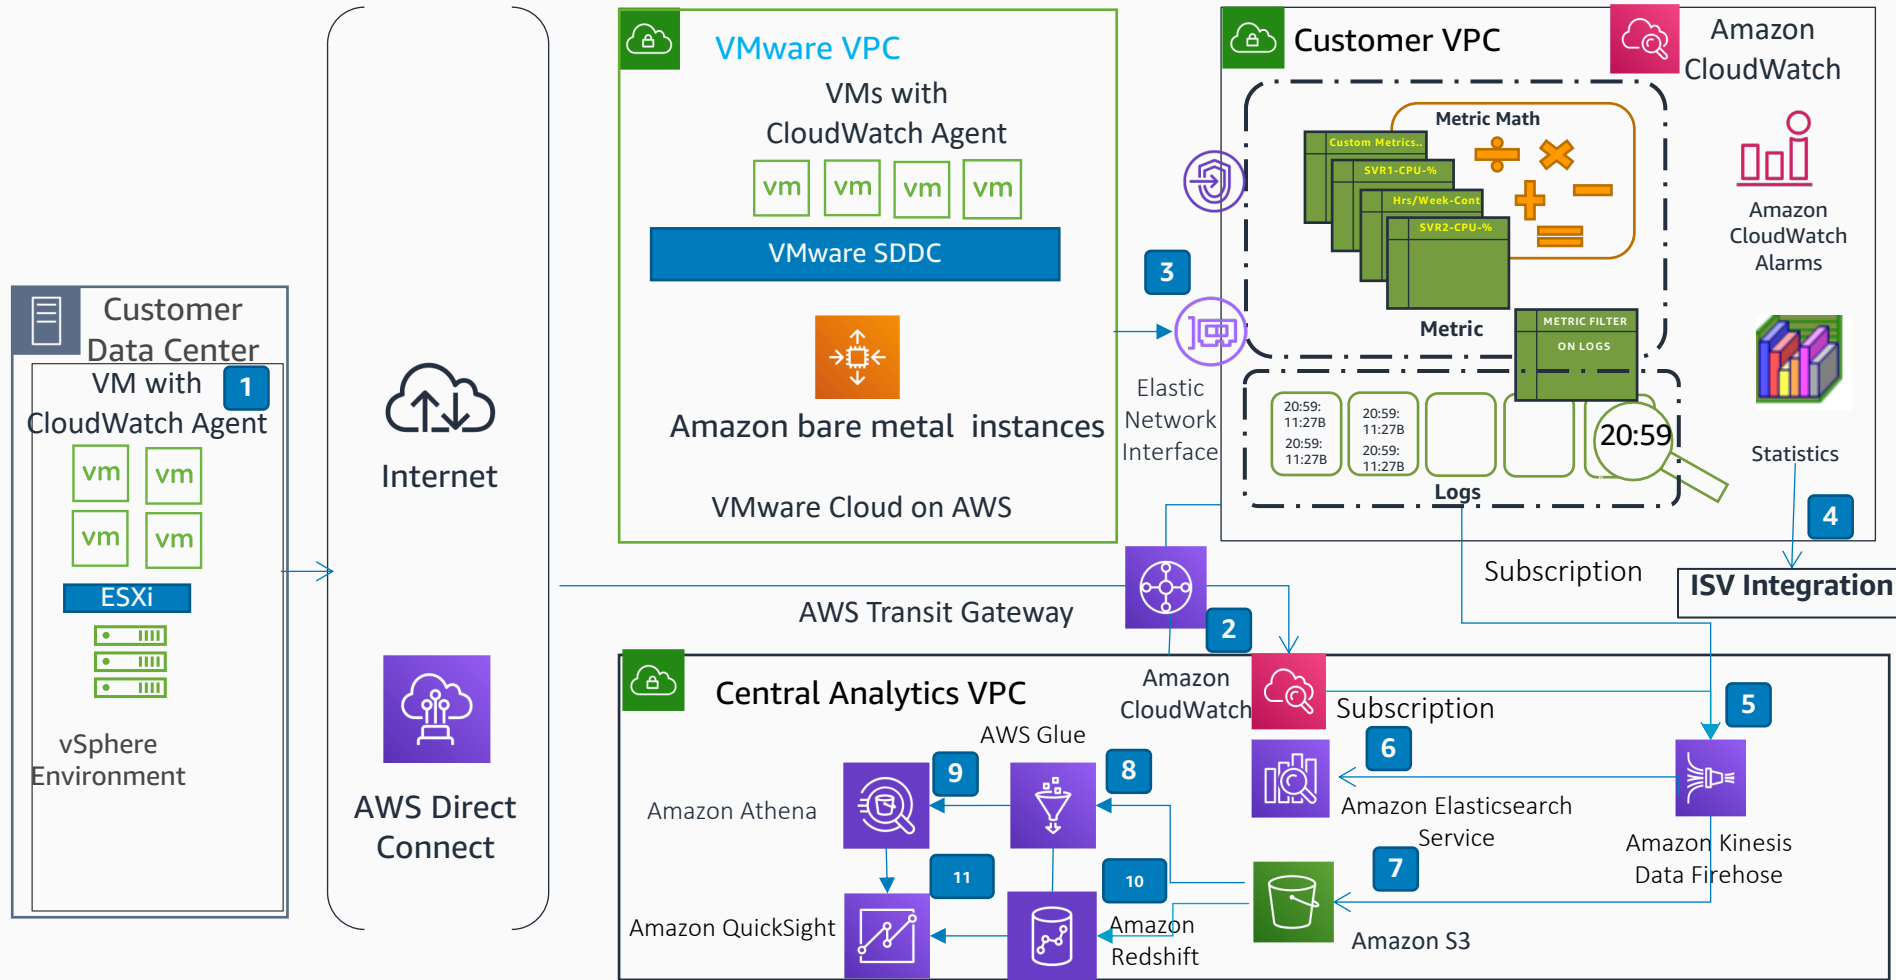 Customer
Data Center
VM with
CloudWatch Agent
1
vm
vm
vm
vm
ESXi
vSphere
Environment
Internet
AWS Direct
Connect
VMware VPC
VMs with
CloudWatch Agent
vm
vm
vm
vm
VMware SDDC
Amazon bare metal instances
VMware Cloud on AWS
3
Elastic
Network
Interface
Customer VPC
Amazon
CloudWatch
Metric Math
Custom Metrics..
SVR1-CPU-%
Hrs/Week-Cont
SVR2-CPU-%
Metric
METRIC FILTER
ON LOGS
20:59:
11:27B
20:59:
11:27B
20:59:
11:27B
20:59:
11:27B
20:59
Logs
Amazon
CloudWatch
Alarms
Statistics
4
ISV Integration
Subscription
AWS Transit Gateway
2
Central Analytics VPC
Amazon
CloudWatch
Subscription
5
6
Amazon Elasticsearch
Service
Amazon Kinesis
Data Firehose
7
Amazon S3
AWS Glue
8
9
Amazon Athena
10
11
Amazon
Redshift
Amazon QuickSight